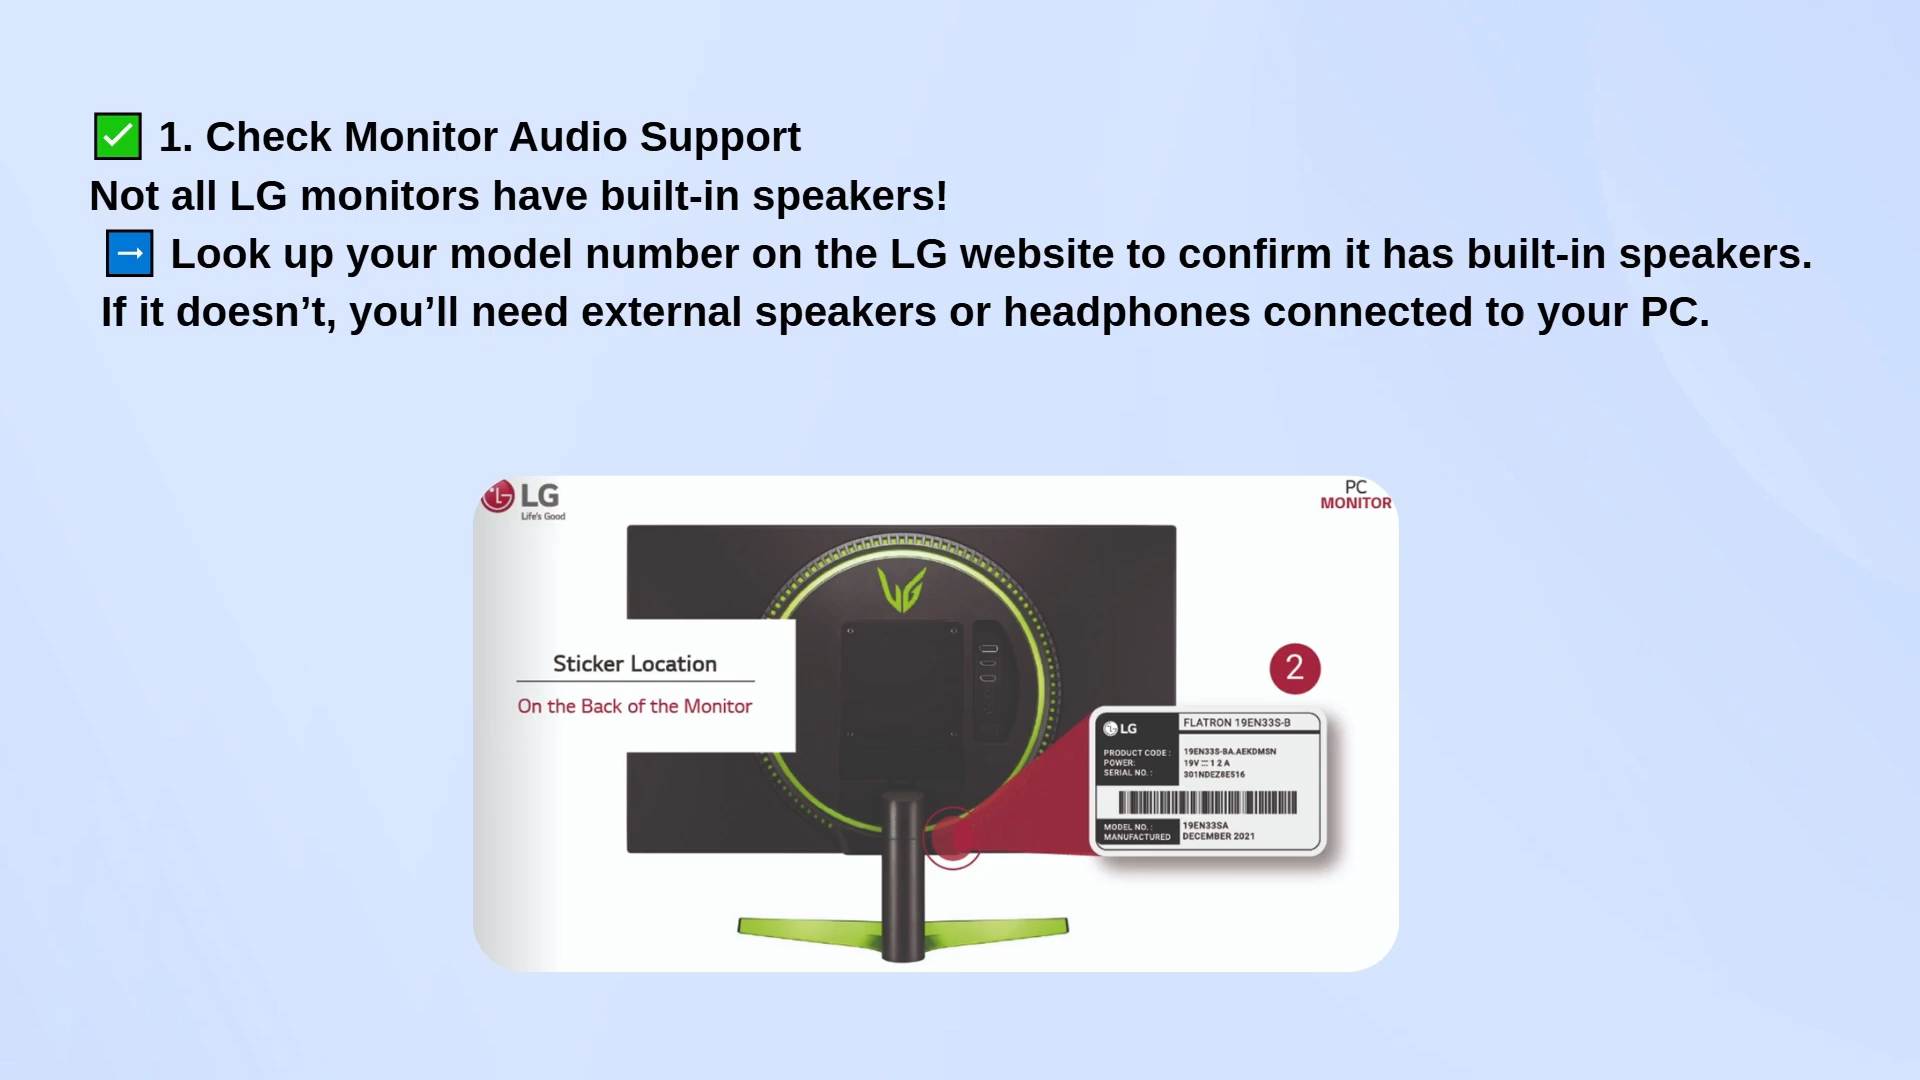 ✅ 1. Check Monitor Audio Support
Not all LG monitors have built-in speakers!
➡ Look up your model number on the LG website to confirm it has built-in speakers.
If it doesn’t, you’ll need external speakers or headphones connected to your PC.
LG
Life's Good
PC
MONITOR
Sticker Location
On the Back of the Monitor
2
LG
FLATRON 19EN33S-B
PRODUCT CODE : 19EN33S-BA.AEKDMSN
POWER: 19V ⎓ 1 2 A
SERIAL NO. : 301NDEZ8E516
MODEL NO. : 19EN33SA
MANUFACTURED DECEMBER 2021